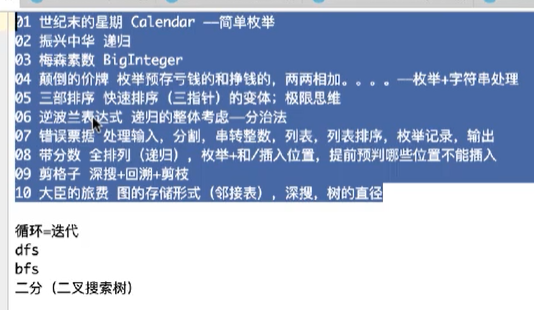 01 世纪末的星期 Calendar ——简单枚举
02 振兴中华 递归
03 梅森素数 BigInteger
04 颠倒的价牌 枚举预存亏钱的和挣钱的，两两相加。。。。—枚举+字符串处理
05 三部排序 快速排序（三指针）的变体；极限思维
06 逆波兰表达式 递归的整体考虑—分治法
07 错误票据 处理输入，分割，串转整数，列表，列表排序，枚举记录，输出
08 带分数 全排列（递归），枚举+和/插入位置，提前预判哪些位置不能插入
09 剪格子 深搜+回溯+剪枝
10 大臣的旅费 图的存储形式（邻接表），深搜，树的直径
循环=迭代
dfs
bfs
二分（二叉搜索树）